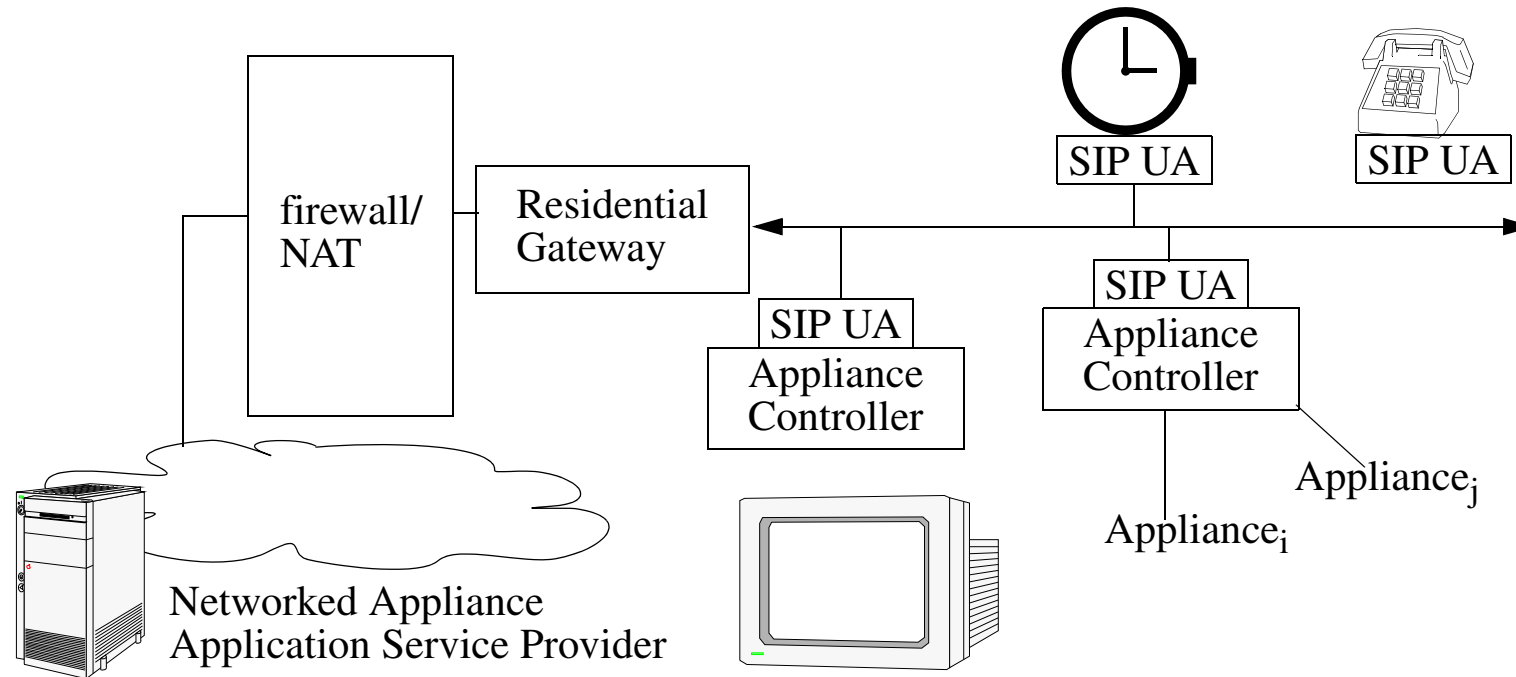 SIP UA
SIP UA
firewall/
NAT
Residential
Gateway
SIP UA
Appliance
Controller
SIP UA
Appliance
Controller
Appliancej
Appliancei
Networked Appliance
Application Service Provider